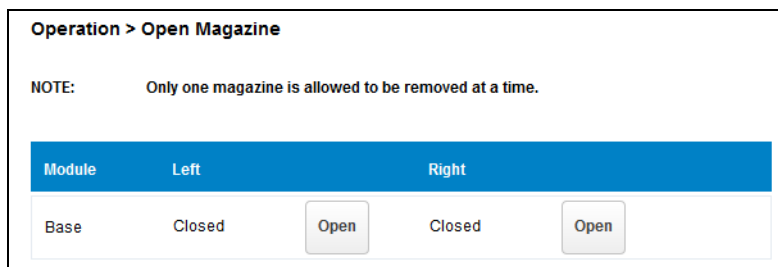 Operation > Open Magazine
NOTE: Only one magazine is allowed to be removed at a time.
Module Left Right
Base Closed Open Closed Open